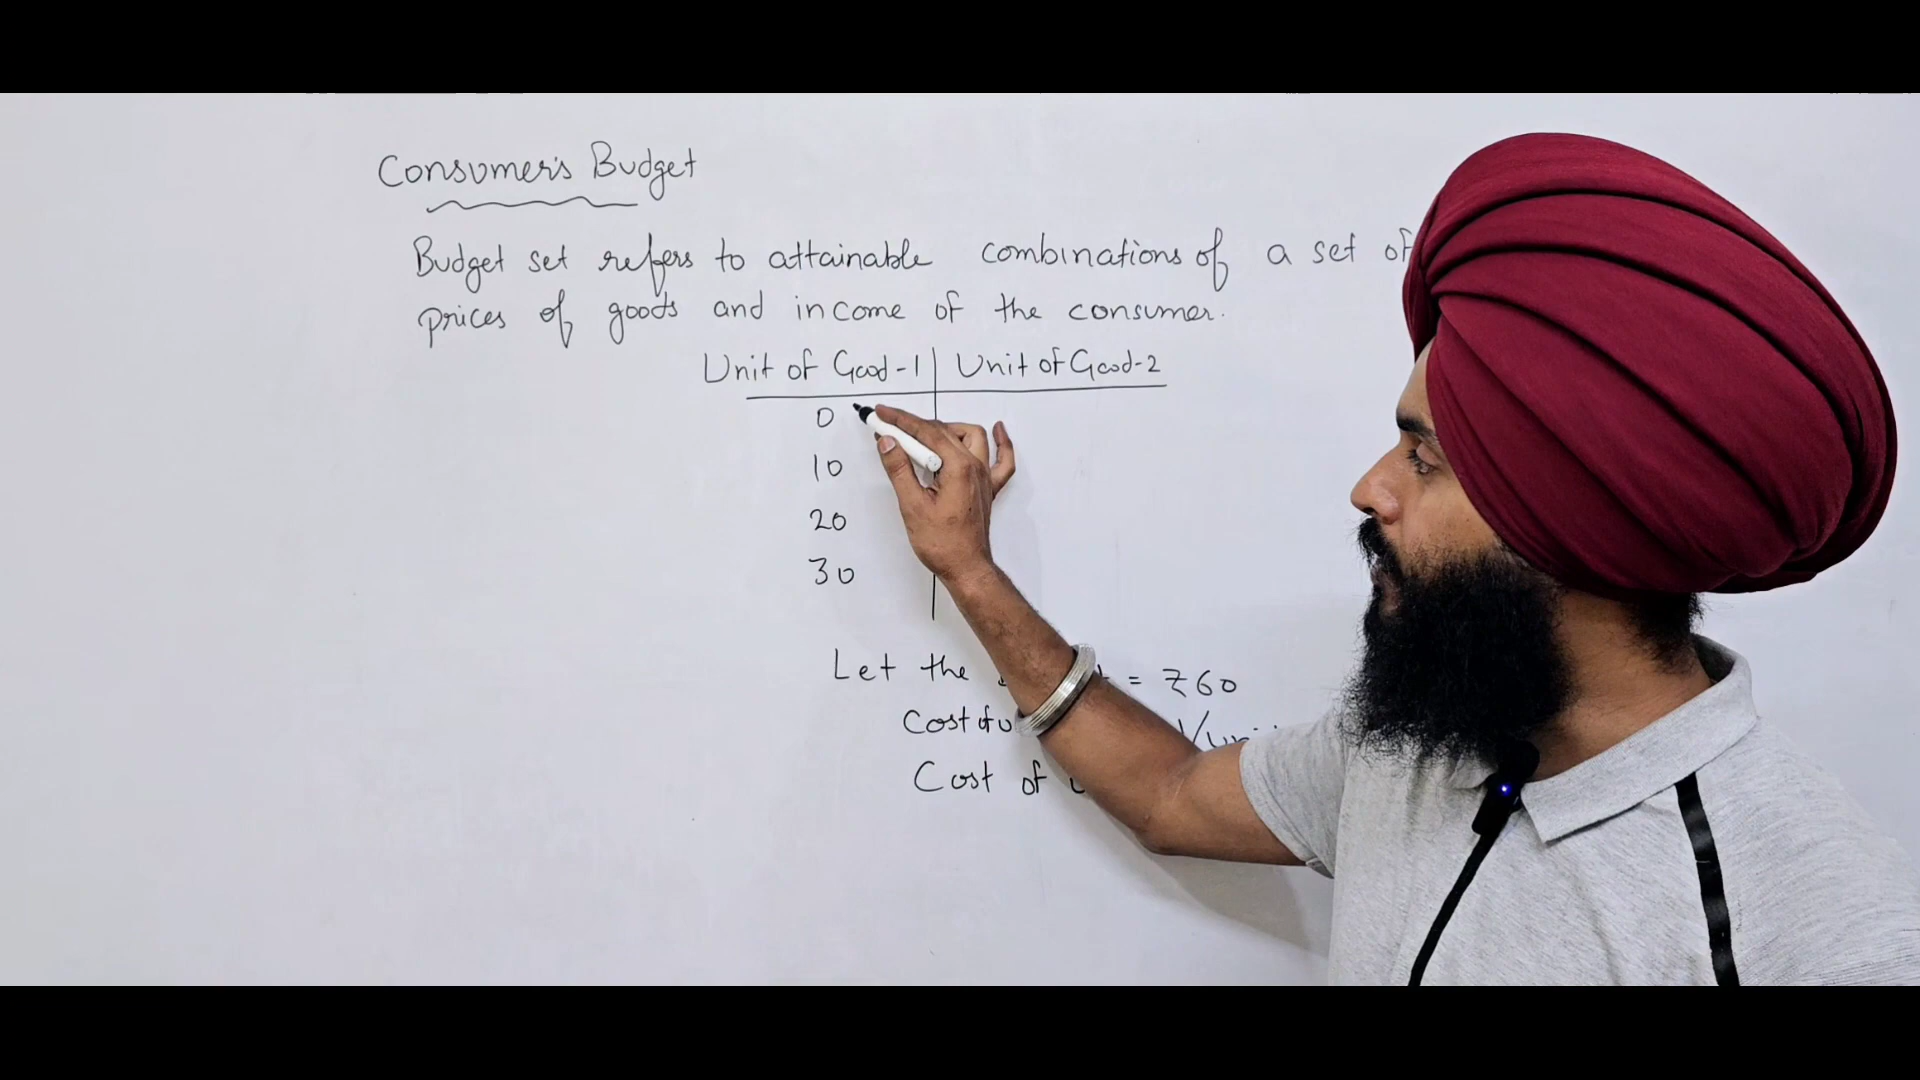 Consumer's Budget
Budget set refers to attainable combinations of a set of
prices of goods and income of the consumer.
Unit of Good-1 Unit of Good-2
0
10
20
30
Let the = ₹60
Cost of
Cost of